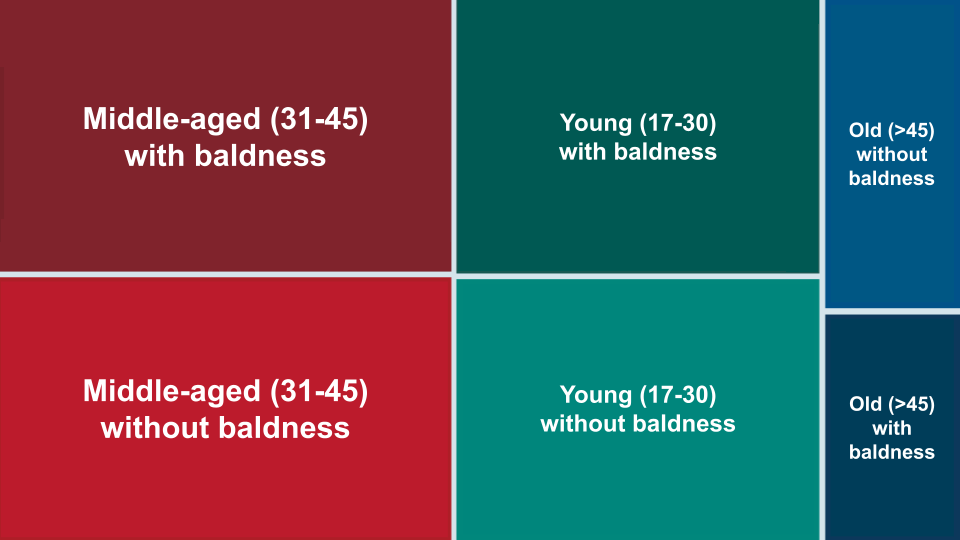 Middle-aged (31-45)
with baldness
Young (17-30)
with baldness
Old (>45)
without
baldness
Middle-aged (31-45)
without baldness
Young (17-30)
without baldness
Old (>45)
with
baldness